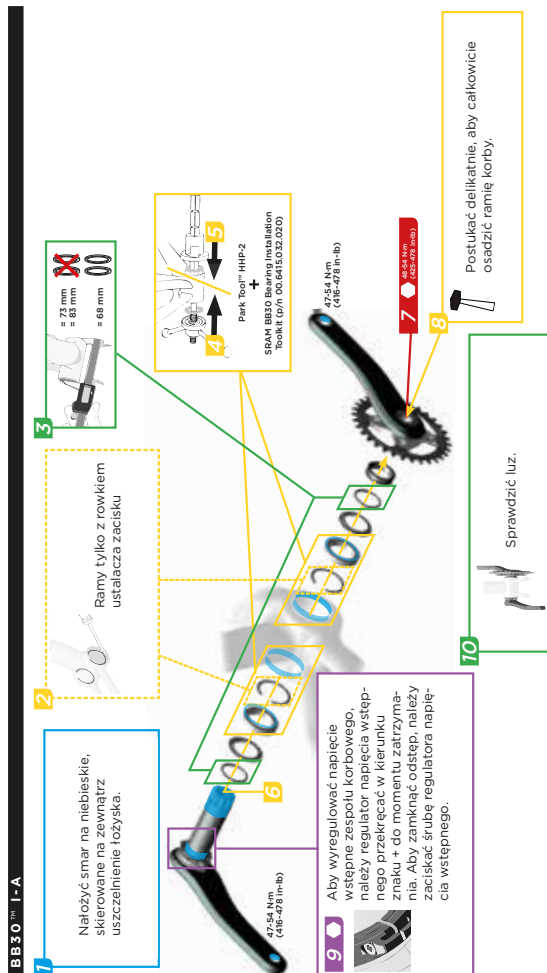 BB30™ I-A
1
Nałożyć smar na niebieskie,
skierowane na zewnątrz
uszczelnienie łożyska.
2
Ramy tylko z rowkiem
ustalacza zacisku
3
= 73 mm
= 83 mm
= 68 mm
4
5
Park Tool™ HHP-2
+
SRAM BB30 Bearing Installation
Toolkit (p/n 00.6415.032.020)
6
47-54 N·m
(416-478 in-lb)
47-54 N·m
(416-478 in-lb)
7
48-54 N·m
(425-478 in-lb)
8
Postukać delikatnie, aby całkowicie
osadzić ramię korby.
9
Aby wyregulować napięcie
wstępne zespołu korbowego,
należy regulator napięcia wstęp-
nego przekręcać w kierunku
znaku + do momentu zatrzyma-
nia. Aby zamknąć odstęp, należy
zaciskać śrubę regulatora napię-
cia wstępnego.
10
Sprawdzić luz.